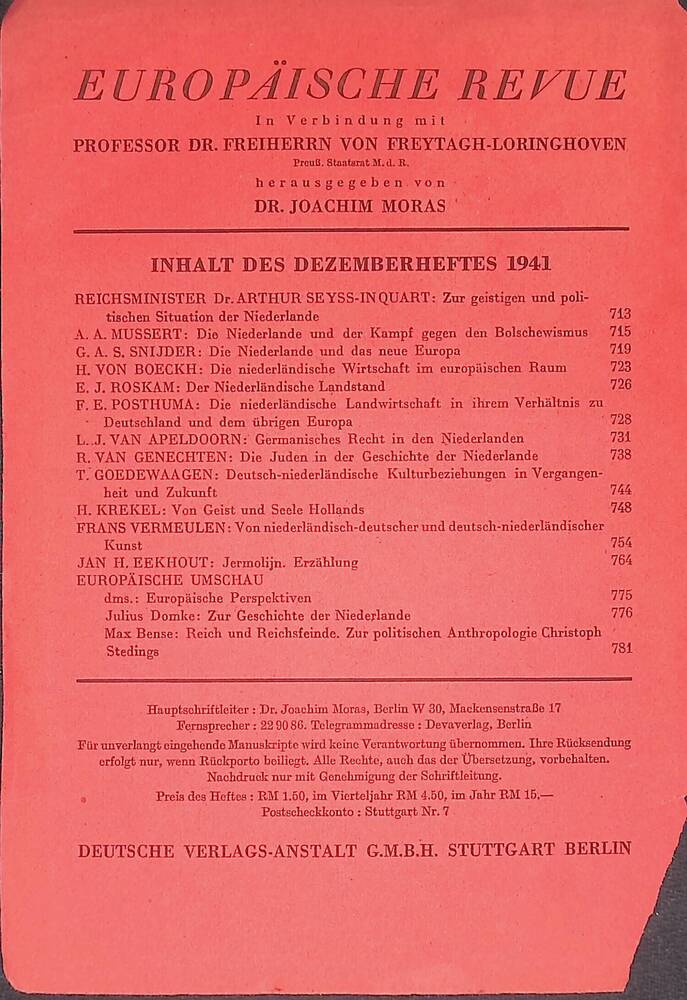 EUROPÄISCHE REVUE
In Verbindung mit
PROFESSOR DR. FREIHERRN VON FREYTAGH-LORINGHOVEN
Preuß. Staatsrat M. d. R.
herausgegeben von
DR. JOACHIM MORAS
INHALT DES DEZEMBERHEFTES 1941
REICHSMINISTER Dr. ARTHUR SEYSS-INQUART: Zur geistigen und poli-
tischen Situation der Niederlande 713
A. A. MUSSERT: Die Niederlande und der Kampf gegen den Bolschewismus 715
G. A. S. SNIJDER: Die Niederlande und das neue Europa 719
H. VON BOECKH: Die niederländische Wirtschaft im europäischen Raum 723
E. J. ROSKAM: Der Niederländische Landstand 726
F. E. POSTHUMA: Die niederländische Landwirtschaft in ihrem Verhältnis zu
Deutschland und dem übrigen Europa 728
L. J. VAN APELDOORN: Germanisches Recht in den Niederlanden 731
R. VAN GENECHTEN: Die Juden in der Geschichte der Niederlande 738
T. GOEDEWAAGEN: Deutsch-niederländische Kulturbeziehungen in Vergangen-
heit und Zukunft 744
H. KREKEL: Von Geist und Seele Hollands 748
FRANS VERMEULEN: Von niederländisch-deutscher und deutsch-niederländischer
Kunst 754
JAN H. EEKHOUT: Jermolijn. Erzählung 764
EUROPÄISCHE UMSCHAU
dms.: Europäische Perspektiven 775
Julius Domke: Zur Geschichte der Niederlande 776
Max Bense: Reich und Reichsfeinde. Zur politischen Anthropologie Christoph
Stedings 781
Hauptschriftleiter: Dr. Joachim Moras, Berlin W 30, Mackensenstraße 17
Fernsprecher: 22 90 86. Telegrammadresse: Devaverlag, Berlin
Für unverlangt eingehende Manuskripte wird keine Verantwortung übernommen. Ihre Rücksendung
erfolgt nur, wenn Rückporto beiliegt. Alle Rechte, auch das der Übersetzung, vorbehalten.
Nachdruck nur mit Genehmigung der Schriftleitung.
Preis des Heftes: RM 1.50, im Vierteljahr RM 4.50, im Jahr RM 15,—
Postscheckkonto: Stuttgart Nr. 7
DEUTSCHE VERLAGS-ANSTALT G.M.B.H. STUTTGART BERLIN